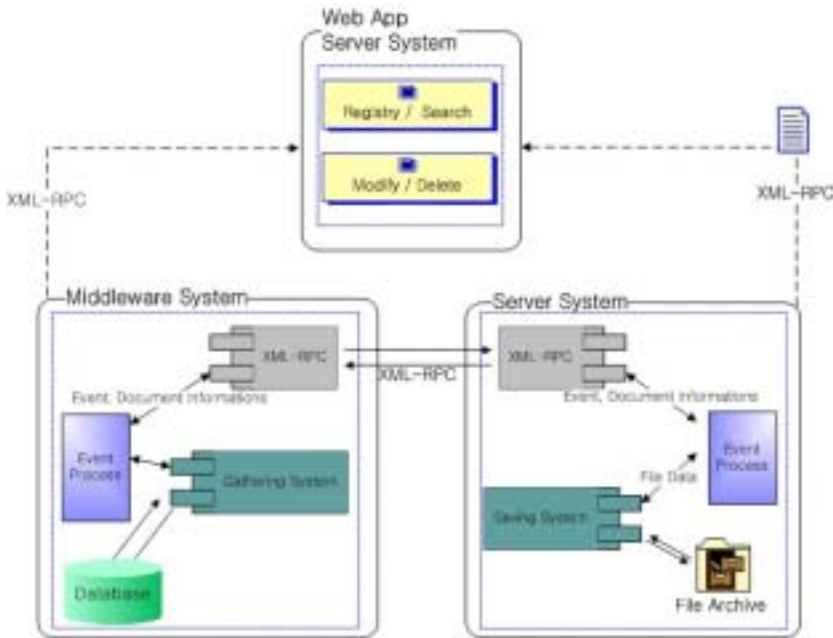 Web App
Server System
Registry / Search
Modify / Delete
XML-RPC
XML-RPC
Middleware System
Server System
XML-RPC
XML-RPC
XML-RPC
Event, Document Informations
Event, Document Informations
Event
Process
Gathering System
Event
Process
File Data
Saving System
Database
File Archive